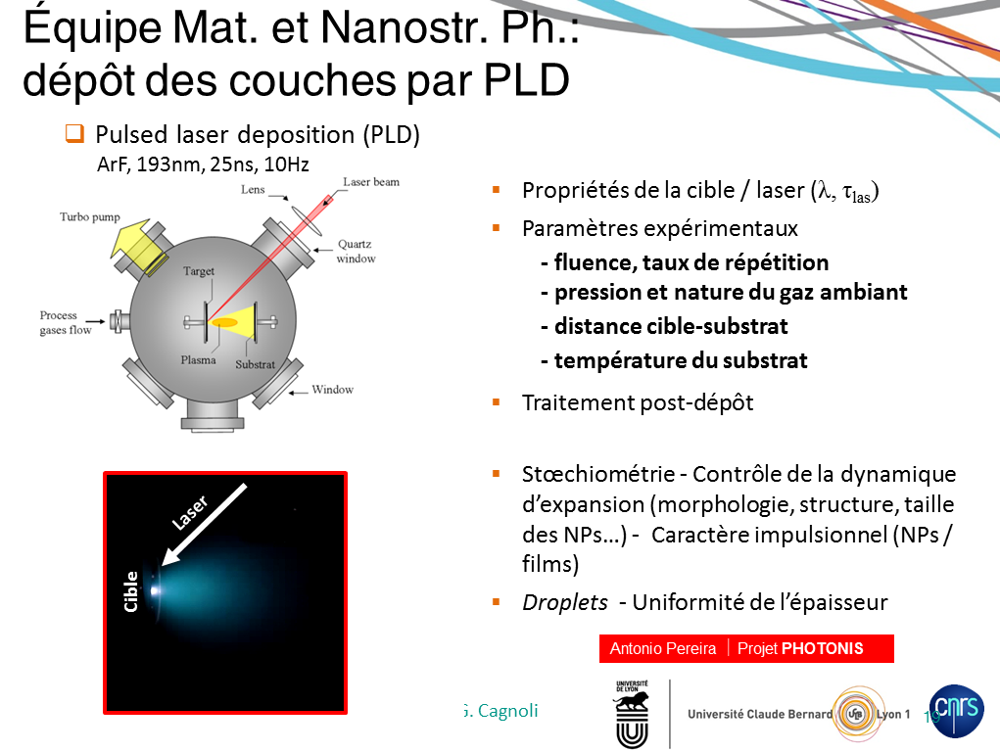 Équipe Mat. et Nanostr. Ph.:
dépôt des couches par PLD
Pulsed laser deposition (PLD)
ArF, 193nm, 25ns, 10Hz
Lens
Laser beam
Turbo pump
Quartz
window
Target
Process
gases flow
Plasma
Substrat
Window
Laser
Cible
Propriétés de la cible / laser (λ, τlas)
Paramètres expérimentaux
- fluence, taux de répétition
- pression et nature du gaz ambiant
- distance cible-substrat
- température du substrat
Traitement post-dépôt
Stœchiométrie - Contrôle de la dynamique
d’expansion (morphologie, structure, taille
des NPs…) - Caractère impulsionnel (NPs /
films)
Droplets - Uniformité de l’épaisseur
Antonio Pereira | Projet PHOTONIS
G. Cagnoli
UNIVERSITÉ
DE LYON
Université Claude Bernard UCB Lyon 1
19
cnrs